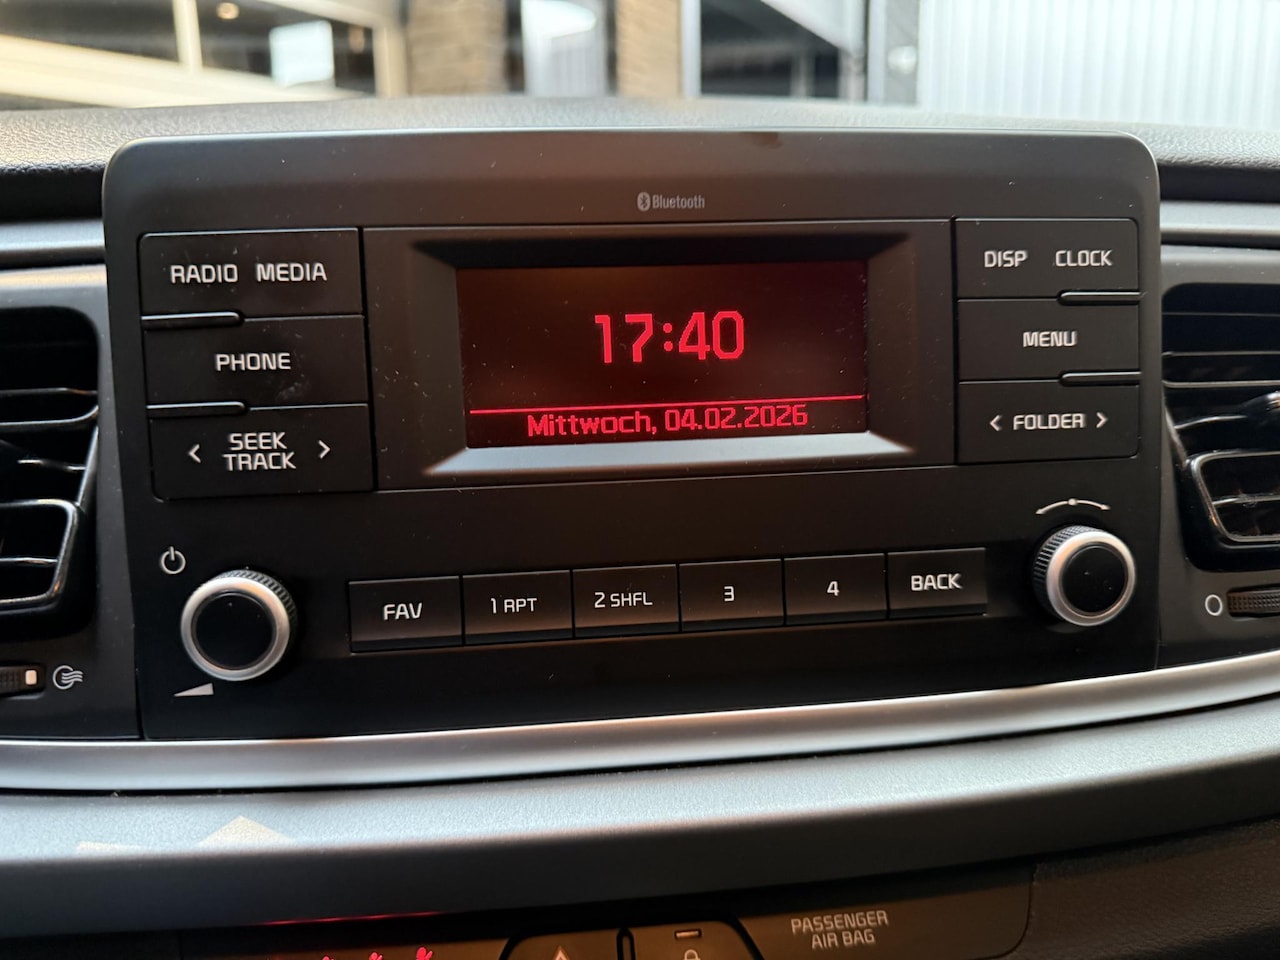 Bluetooth
RADIO MEDIA
DISP CLOCK
17:40
MENU
PHONE
Mittwoch, 04.02.2026
< FOLDER >
< SEEK >
TRACK
FAV
1 RPT
2 SHFL
3
4
BACK
PASSENGER
AIR BAG